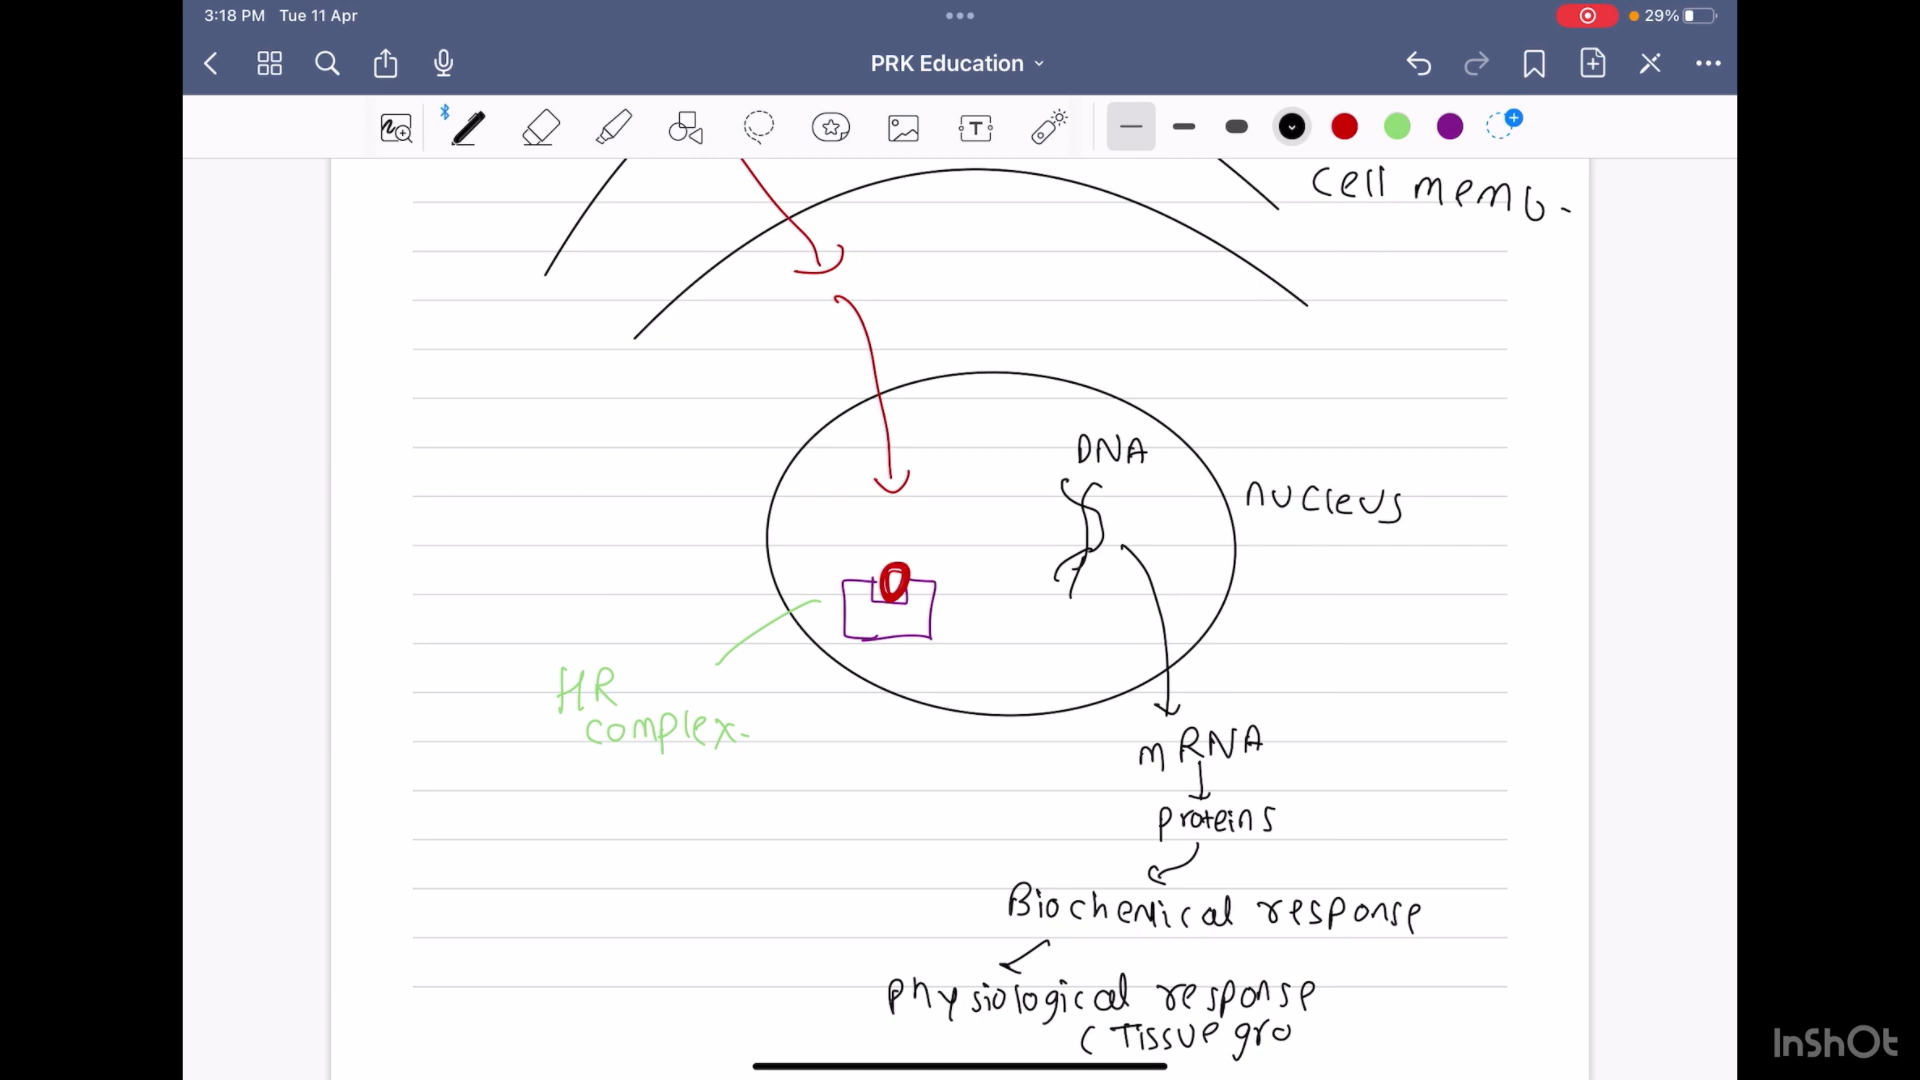 3:18 PM Tue 11 Apr
29%
PRK Education
T
Cell memb-
DNA
nucleus
HR
complex-
mRNA
proteins
Biochemical response
physiological response
( Tissue gro
InShOt